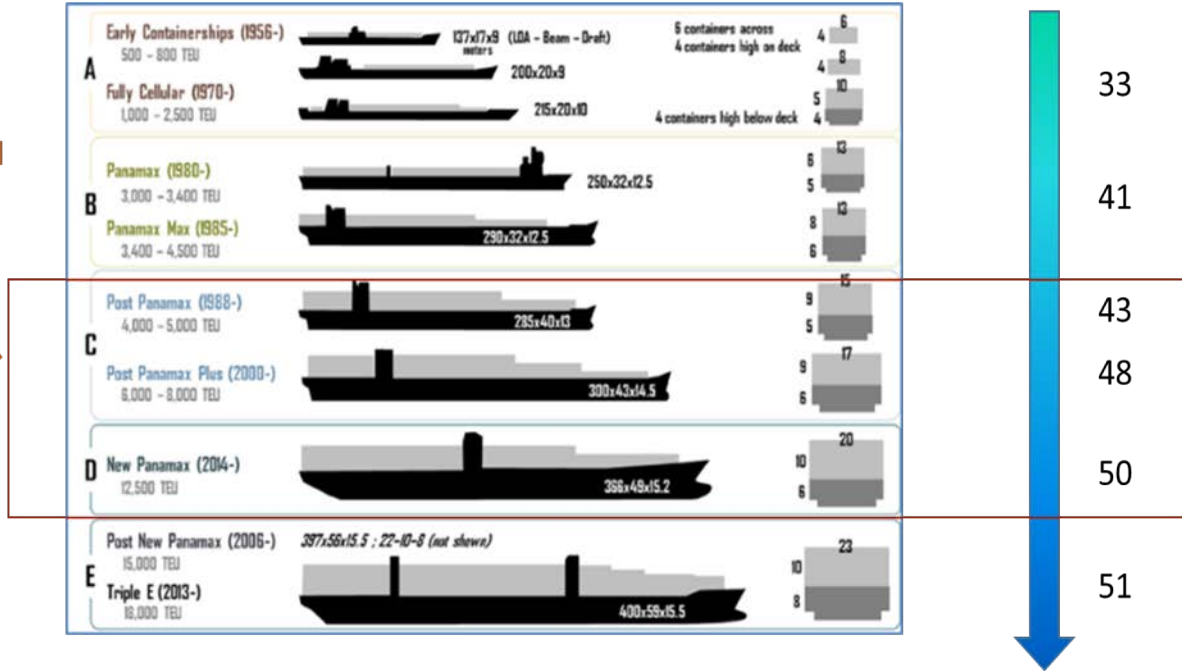 A
Early Containerships (1956-)
500 – 800 TEU
137x17x9 (LOA – Beam – Draft)
meters
200x20x9
Fully Cellular (1970-)
1,000 – 2,500 TEU
215x20x10
6 containers across
4 containers high on deck
4 containers high below deck
6
4
8
4
10
5
4
33
B
Panamax (1980-)
3,000 – 3,400 TEU
250x32x12.5
Panamax Max (1985-)
3,400 – 4,500 TEU
290x32x12.5
13
6
5
13
8
6
41
C
Post Panamax (1988-)
4,000 – 5,000 TEU
285x40x13
Post Panamax Plus (2000-)
6,000 – 8,000 TEU
300x43x14.5
15
9
5
17
9
6
43
48
D
New Panamax (2014-)
12,500 TEU
366x49x15.2
20
10
6
50
E
Post New Panamax (2006-)
15,000 TEU
397x56x15.5 ; 22-10-8 (not shown)
Triple E (2013-)
18,000 TEU
400x59x15.5
23
10
8
51